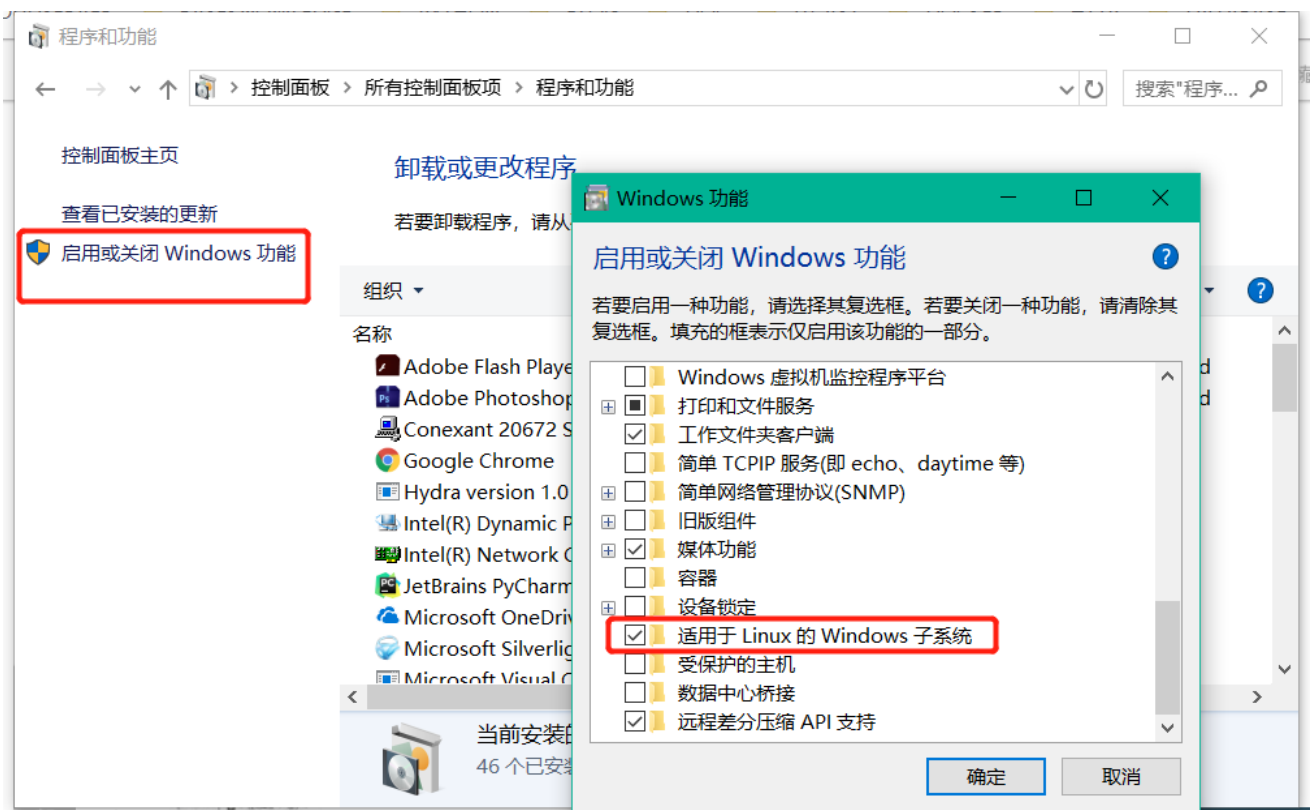 程序和功能
控制面板 > 所有控制面板项 > 程序和功能
搜索"程序...
控制面板主页
查看已安装的更新
启用或关闭 Windows 功能
卸载或更改程序
若要卸载程序，请从
组织
名称
Adobe Flash Playe
Adobe Photoshop
Conexant 20672 S
Google Chrome
Hydra version 1.0
Intel(R) Dynamic P
Intel(R) Network C
JetBrains PyCharm
Microsoft OneDriv
Microsoft Silverlig
Microsoft Visual C
当前安装的
46 个已安装
Windows 功能
启用或关闭 Windows 功能
若要启用一种功能，请选择其复选框。若要关闭一种功能，请清除其
复选框。填充的框表示仅启用该功能的一部分。
Windows 虚拟机监控程序平台
打印和文件服务
工作文件夹客户端
简单 TCPIP 服务(即 echo、daytime 等)
简单网络管理协议(SNMP)
旧版组件
媒体功能
容器
设备锁定
适用于 Linux 的 Windows 子系统
受保护的主机
数据中心桥接
远程差分压缩 API 支持
确定
取消